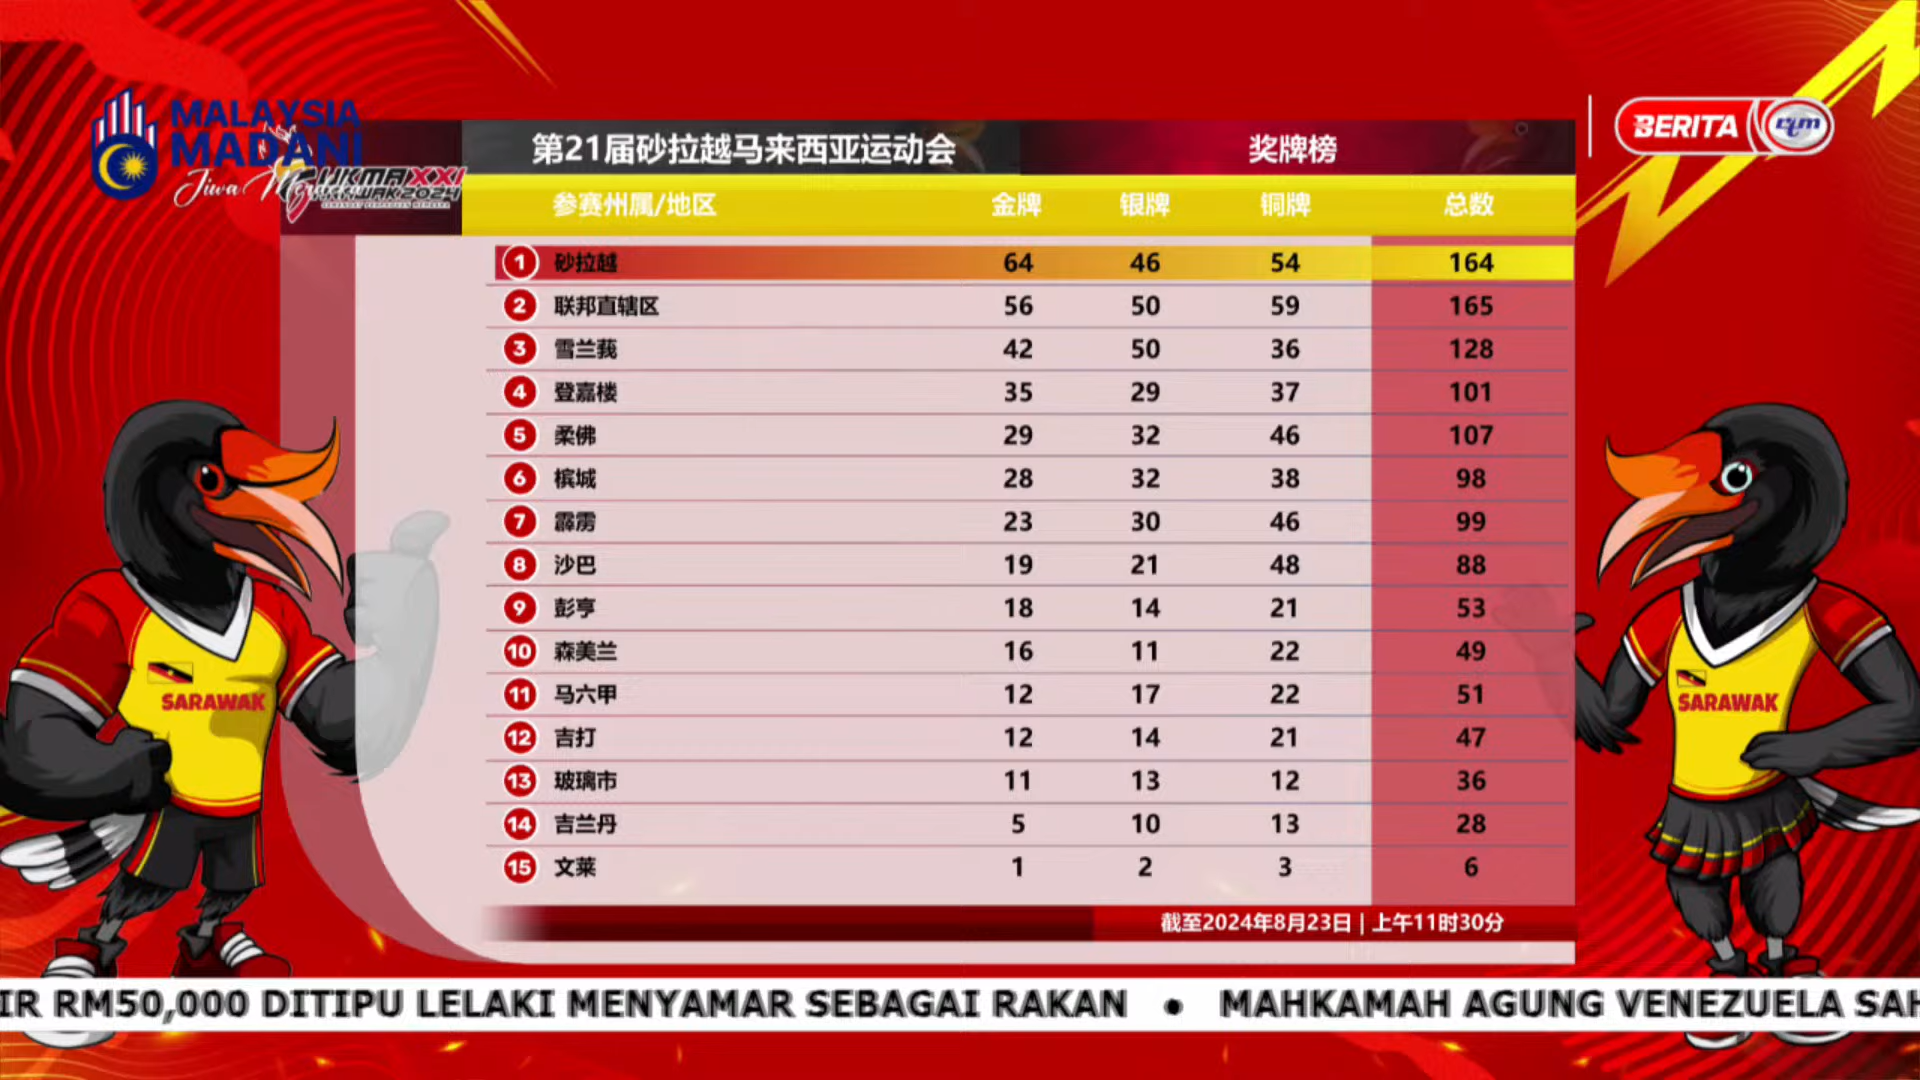 MALAYSIA
MADANI
Jiwa Merdeka
SUKMA XXI
SARAWAK 2024
BERITA rtm
第21届砂拉越马来西亚运动会 奖牌榜
参赛州属/地区 金牌 银牌 铜牌 总数
1 砂拉越 64 46 54 164
2 联邦直辖区 56 50 59 165
3 雪兰莪 42 50 36 128
4 登嘉楼 35 29 37 101
5 柔佛 29 32 46 107
6 槟城 28 32 38 98
7 霹雳 23 30 46 99
8 沙巴 19 21 48 88
9 彭亨 18 14 21 53
10 森美兰 16 11 22 49
11 马六甲 12 17 22 51
12 吉打 12 14 21 47
13 玻璃市 11 13 12 36
14 吉兰丹 5 10 13 28
15 文莱 1 2 3 6
截至2024年8月23日 | 上午11时30分
SARAWAK
SARAWAK
IR RM50,000 DITIPU LELAKI MENYAMAR SEBAGAI RAKAN • MAHKAMAH AGUNG VENEZUELA SAH